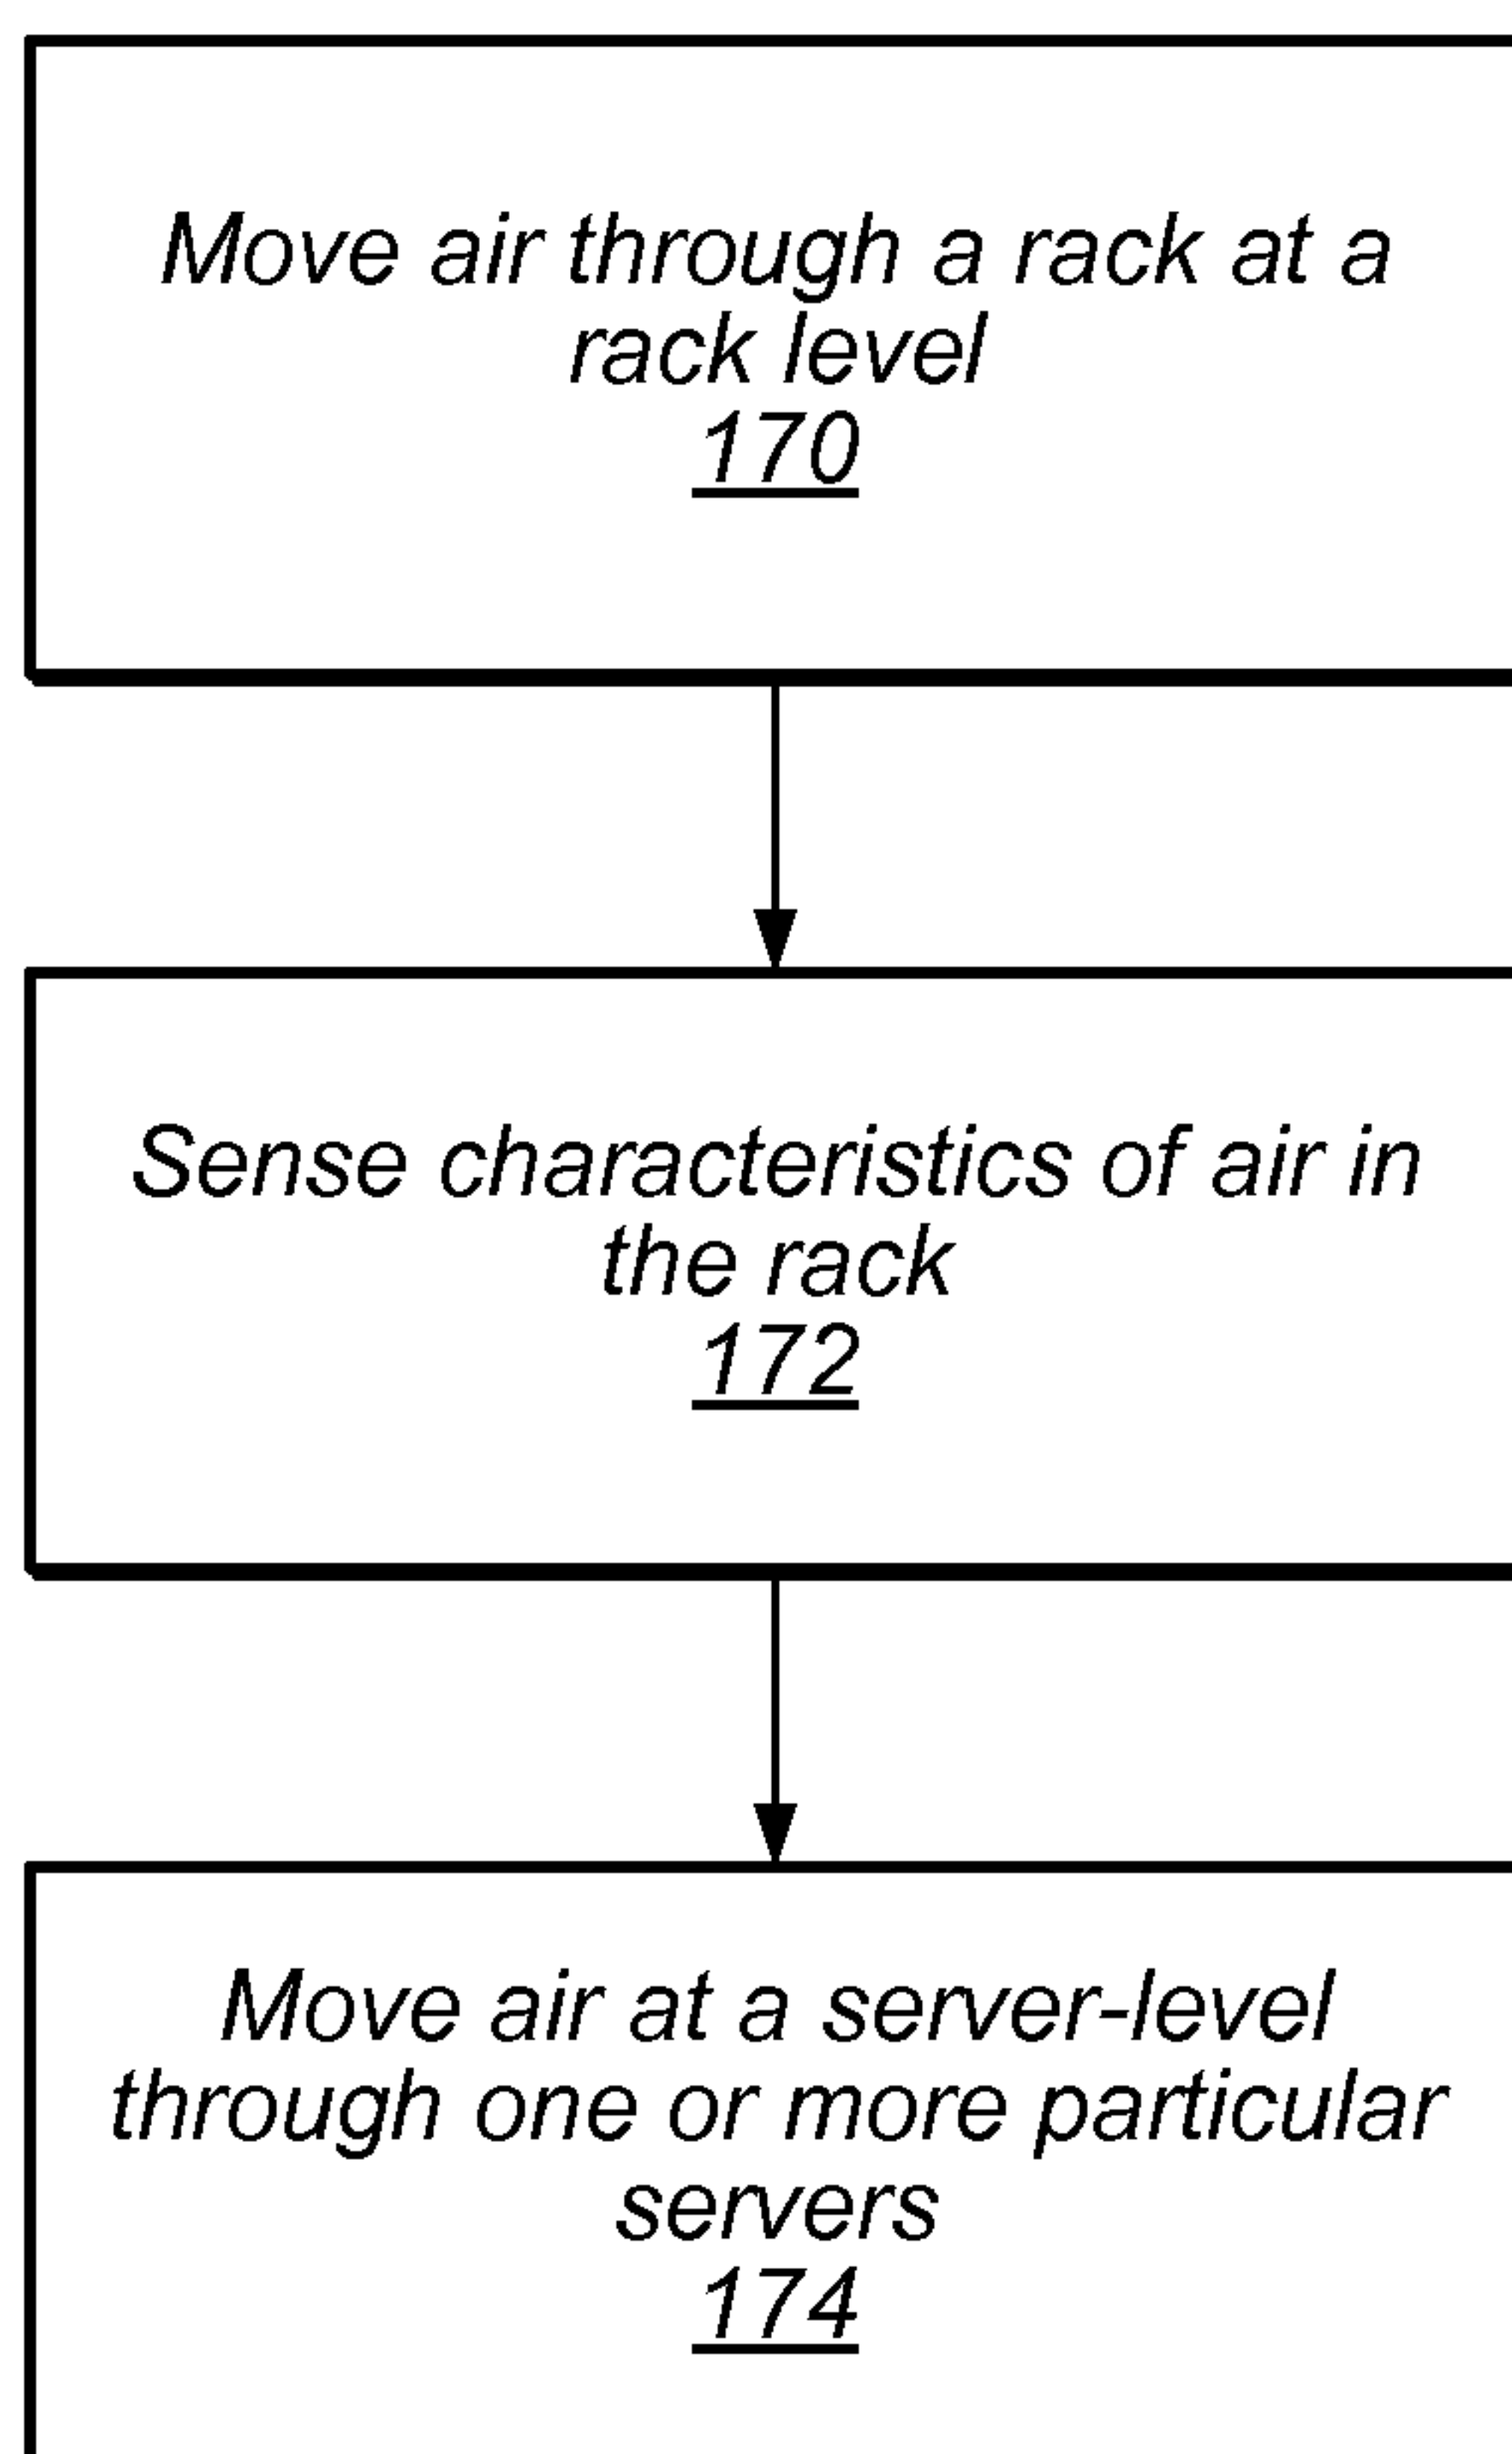 Move air through a rack at a
rack level
170
Sense characteristics of air in
the rack
172
Move air at a server-level
through one or more particular
servers
174